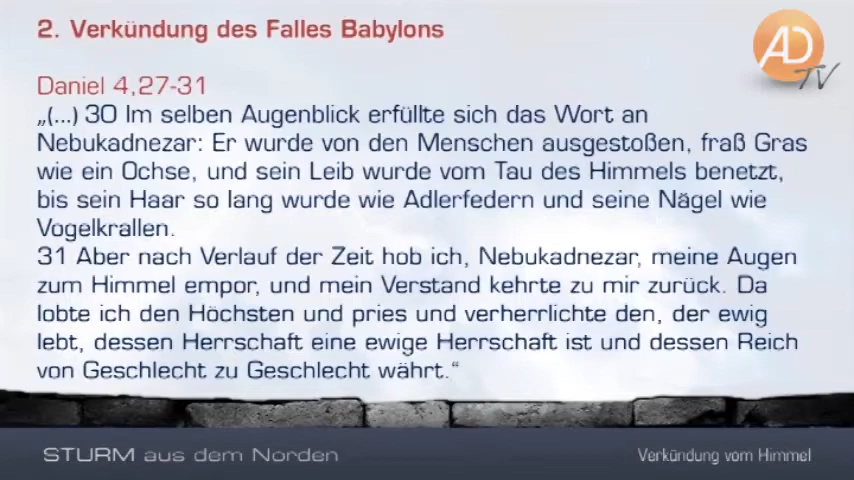 2. Verkündung des Falles Babylons
AD
TV
Daniel 4,27-31
„(...) 30 Im selben Augenblick erfüllte sich das Wort an
Nebukadnezar: Er wurde von den Menschen ausgestoßen, fraß Gras
wie ein Ochse, und sein Leib wurde vom Tau des Himmels benetzt,
bis sein Haar so lang wurde wie Adlerfedern und seine Nägel wie
Vogelkrallen.
31 Aber nach Verlauf der Zeit hob ich, Nebukadnezar, meine Augen
zum Himmel empor, und mein Verstand kehrte zu mir zurück. Da
lobte ich den Höchsten und pries und verherrlichte den, der ewig
lebt, dessen Herrschaft eine ewige Herrschaft ist und dessen Reich
von Geschlecht zu Geschlecht währt.“
STURM aus dem Norden
Verkündung vom Himmel